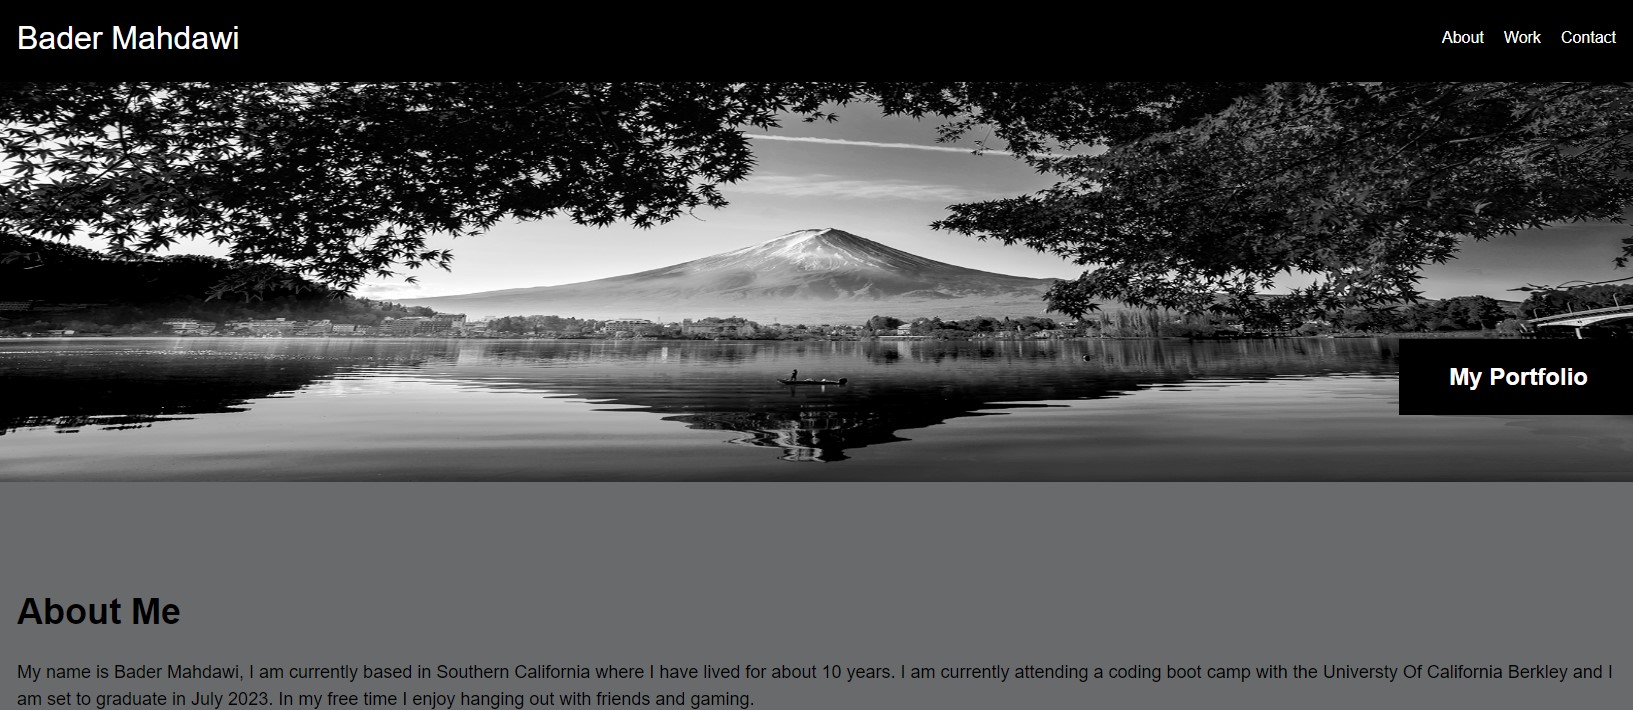 Bader Mahdawi
About Work Contact
My Portfolio
About Me
My name is Bader Mahdawi, I am currently based in Southern California where I have lived for about 10 years. I am currently attending a coding boot camp with the Universty Of California Berkley and I
am set to graduate in July 2023. In my free time I enjoy hanging out with friends and gaming.